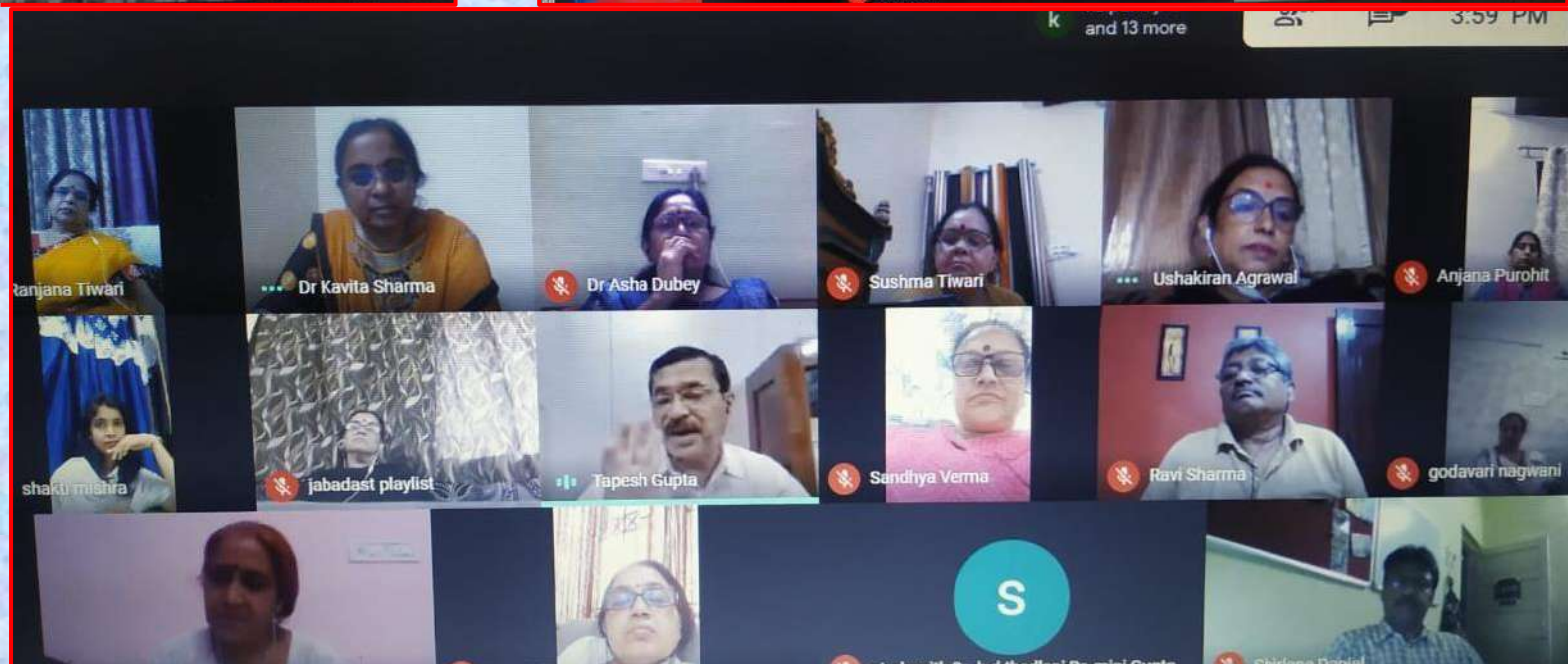 k
and 13 more
3:59 PM
Ranjana Tiwari
Dr Kavita Sharma
Dr Asha Dubey
Sushma Tiwari
Ushakiran Agrawal
Anjana Purohit
shakti mishra
jabadast playlist
Tapesh Gupta
Sandhya Verma
Ravi Sharma
godavari nagwani
S